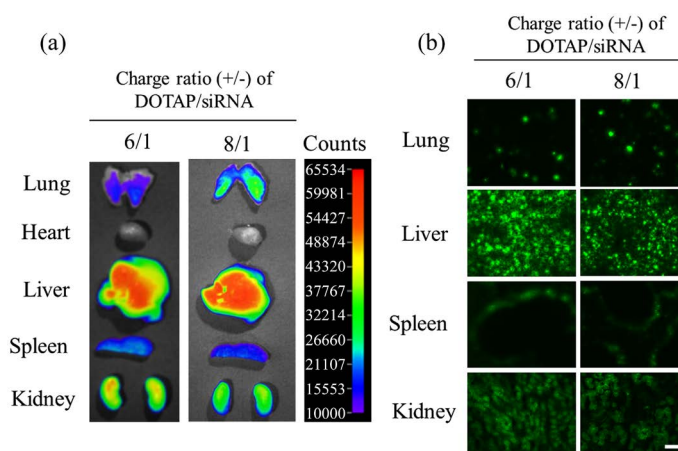 (a)
Charge ratio (+/-) of
DOTAP/siRNA
6/1
8/1
Counts
Lung
Heart
Liver
Spleen
Kidney
65534
59981
54427
48874
43320
37767
32214
26660
21107
15553
10000
(b)
Charge ratio (+/-) of
DOTAP/siRNA
6/1
8/1
Lung
Liver
Spleen
Kidney